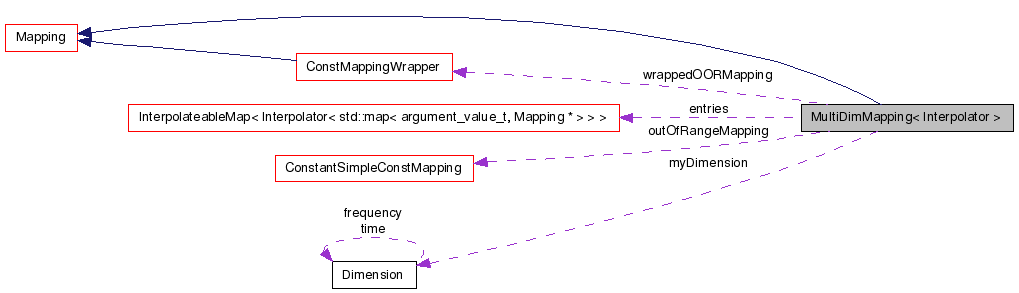 Mapping
ConstMappingWrapper
wrappedOORMapping
InterpolateableMap< Interpolator< std::map< argument_value_t, Mapping * > > >
entries
MultiDimMapping< Interpolator >
outOfRangeMapping
ConstantSimpleConstMapping
myDimension
frequency
time
Dimension